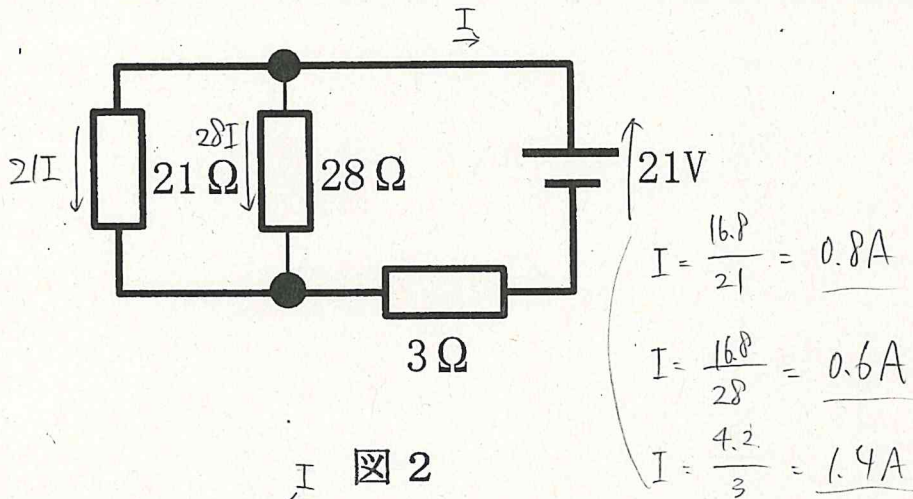 I
→
21I
21Ω
28I
28Ω
21V
3Ω
I = 16.8/21 = 0.8A
I = 16.8/28 = 0.6A
I = 4.2/3 = 1.4A
I
図 2